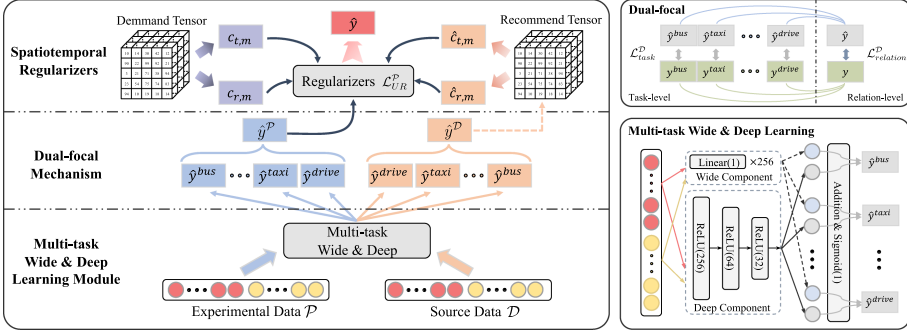 Demmand Tensor
Recommend Tensor
Spatiotemporal
Regularizers
c_{t,m}
c_{r,m}
ŷ
Regularizers ℒ_{UR}^𝒫
ĉ_{t,m}
ĉ_{r,m}
Dual-focal
Mechanism
ŷ^𝒫
ŷ^𝒟
ŷ^{bus} ••• ŷ^{taxi} ŷ^{drive}
ŷ^{drive} ŷ^{taxi} ••• ŷ^{bus}
Multi-task
Wide & Deep
Learning Module
Multi-task
Wide & Deep
Experimental Data 𝒫
Source Data 𝒟
Dual-focal
ŷ^{bus} ŷ^{taxi} ••• ŷ^{drive} ŷ
ℒ_{task}^𝒟
ℒ_{relation}^𝒟
y^{bus} y^{taxi} ••• y^{drive} y
Task-level
Relation-level
Multi-task Wide & Deep Learning
Linear(1) ×256
Wide Component
ReLU(256)
ReLU(64)
ReLU(32)
Deep Component
Addition & Sigmoid(1)
ŷ^{bus}
ŷ^{taxi}
ŷ^{drive}